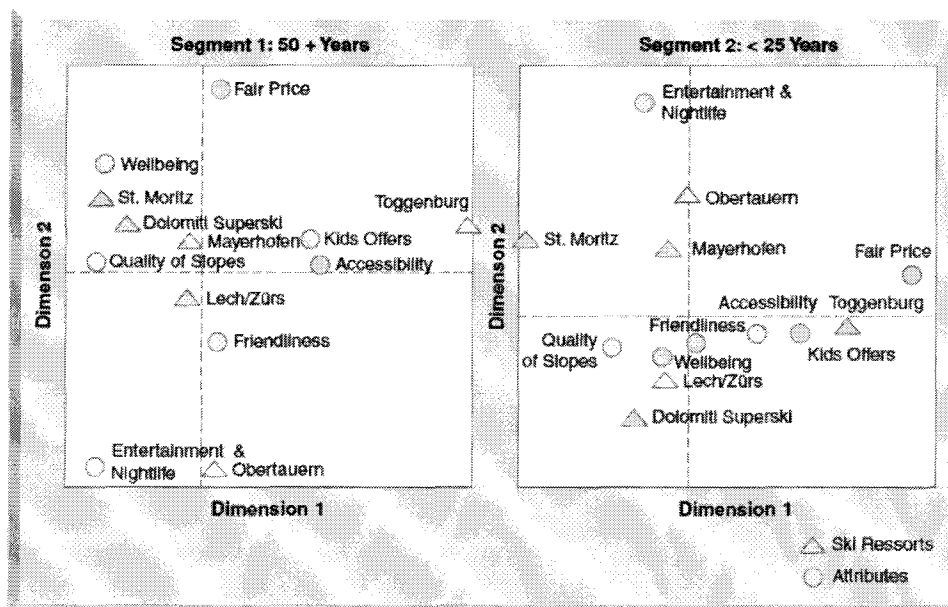 Segment 1: 50 + Years
Fair Price
Wellbeing
St. Moritz
Toggenburg
Dolomiti Superski
Mayerhofen
Kids Offers
Quality of Slopes
Accessibility
Lech/Zürs
Friendliness
Entertainment &
Nightlife
Obertauern
Dimension 2
Dimension 1
Segment 2: < 25 Years
Entertainment &
Nightlife
Obertauern
St. Moritz
Mayerhofen
Fair Price
Accessibility
Toggenburg
Friendliness
Quality
of Slopes
Kids Offers
Wellbeing
Lech/Zürs
Dolomiti Superski
Dimenson 2
Dimension 1
Ski Ressorts
Attributes